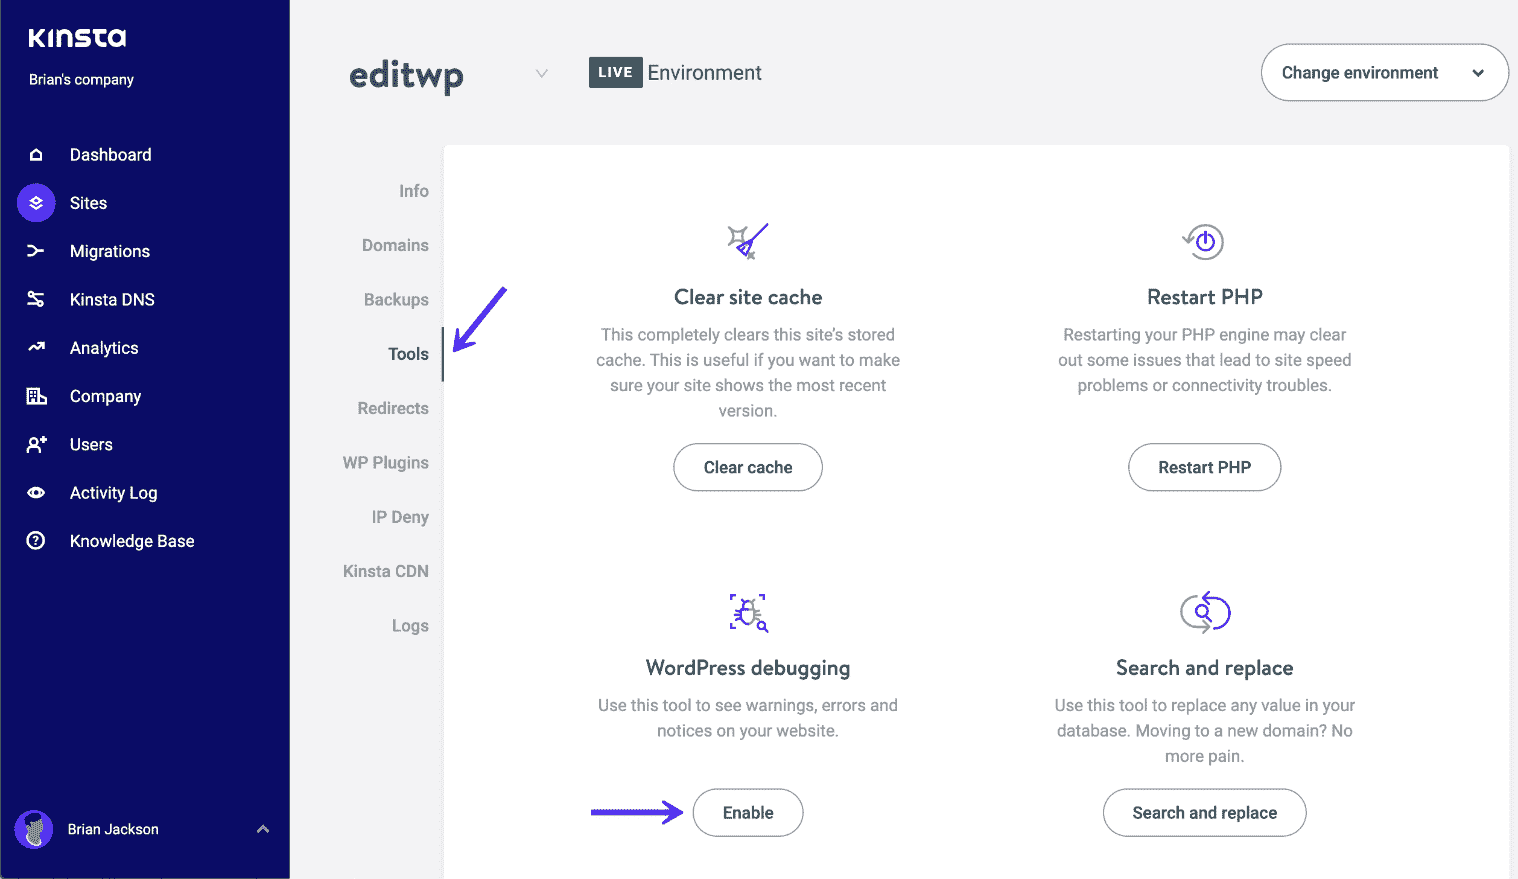 Kinsta
Brian's company
Dashboard
Sites
Migrations
Kinsta DNS
Analytics
Company
Users
Activity Log
Knowledge Base
Brian Jackson
editwp
LIVE Environment
Change environment
Info
Domains
Backups
Tools
Redirects
WP Plugins
IP Deny
Kinsta CDN
Logs
Clear site cache
This completely clears this site's stored
cache. This is useful if you want to make
sure your site shows the most recent
version.
Clear cache
Restart PHP
Restarting your PHP engine may clear
out some issues that lead to site speed
problems or connectivity troubles.
Restart PHP
WordPress debugging
Use this tool to see warnings, errors and
notices on your website.
Enable
Search and replace
Use this tool to replace any value in your
database. Moving to a new domain? No
more pain.
Search and replace